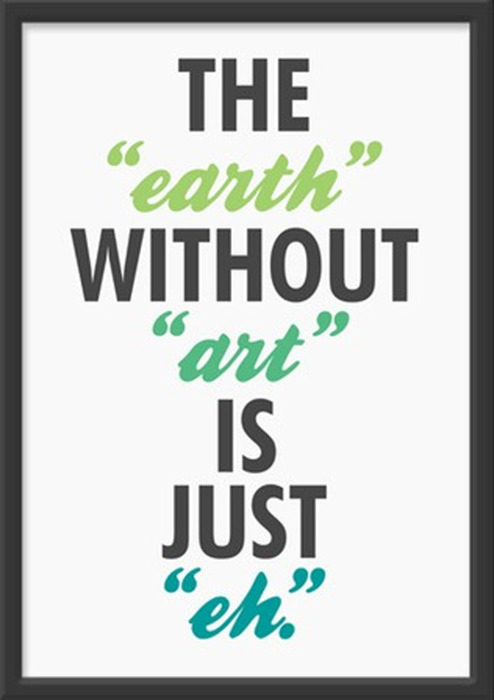 THE
“earth”
WITHOUT
“art”
IS
JUST
“eh.”